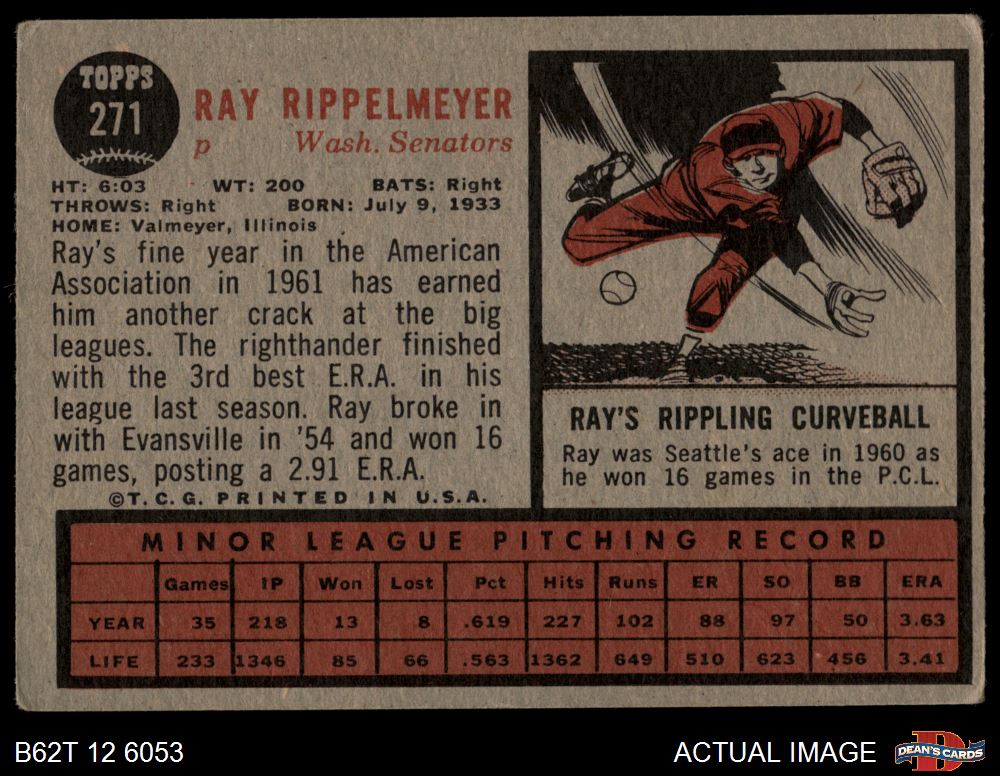 TOPPS
271
RAY RIPPELMEYER
p Wash. Senators
HT: 6:03 WT: 200 BATS: Right
THROWS: Right BORN: July 9, 1933
HOME: Valmeyer, Illinois
Ray's fine year in the American
Association in 1961 has earned
him another crack at the big
leagues. The righthander finished
with the 3rd best E.R.A. in his
league last season. Ray broke in
with Evansville in '54 and won 16
games, posting a 2.91 E.R.A.
©T.C.G. PRINTED IN U.S.A.
RAY'S RIPPLING CURVEBALL
Ray was Seattle's ace in 1960 as
he won 16 games in the P.C.L.
MINOR LEAGUE PITCHING RECORD
Games IP Won Lost Pct Hits Runs ER SO BB ERA
YEAR 35 218 13 8 .619 227 102 88 97 50 3.63
LIFE 233 1346 85 66 .563 1362 649 510 623 456 3.41
B62T 12 6053 ACTUAL IMAGE DEAN'S CARDS